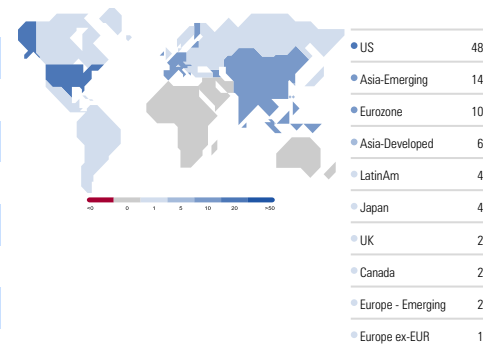 US 48
Asia-Emerging 14
Eurozone 10
Asia-Developed 6
LatinAm 4
Japan 4
UK 2
Canada 2
Europe - Emerging 2
Europe ex-EUR 1
<0 0 1 5 10 20 >50